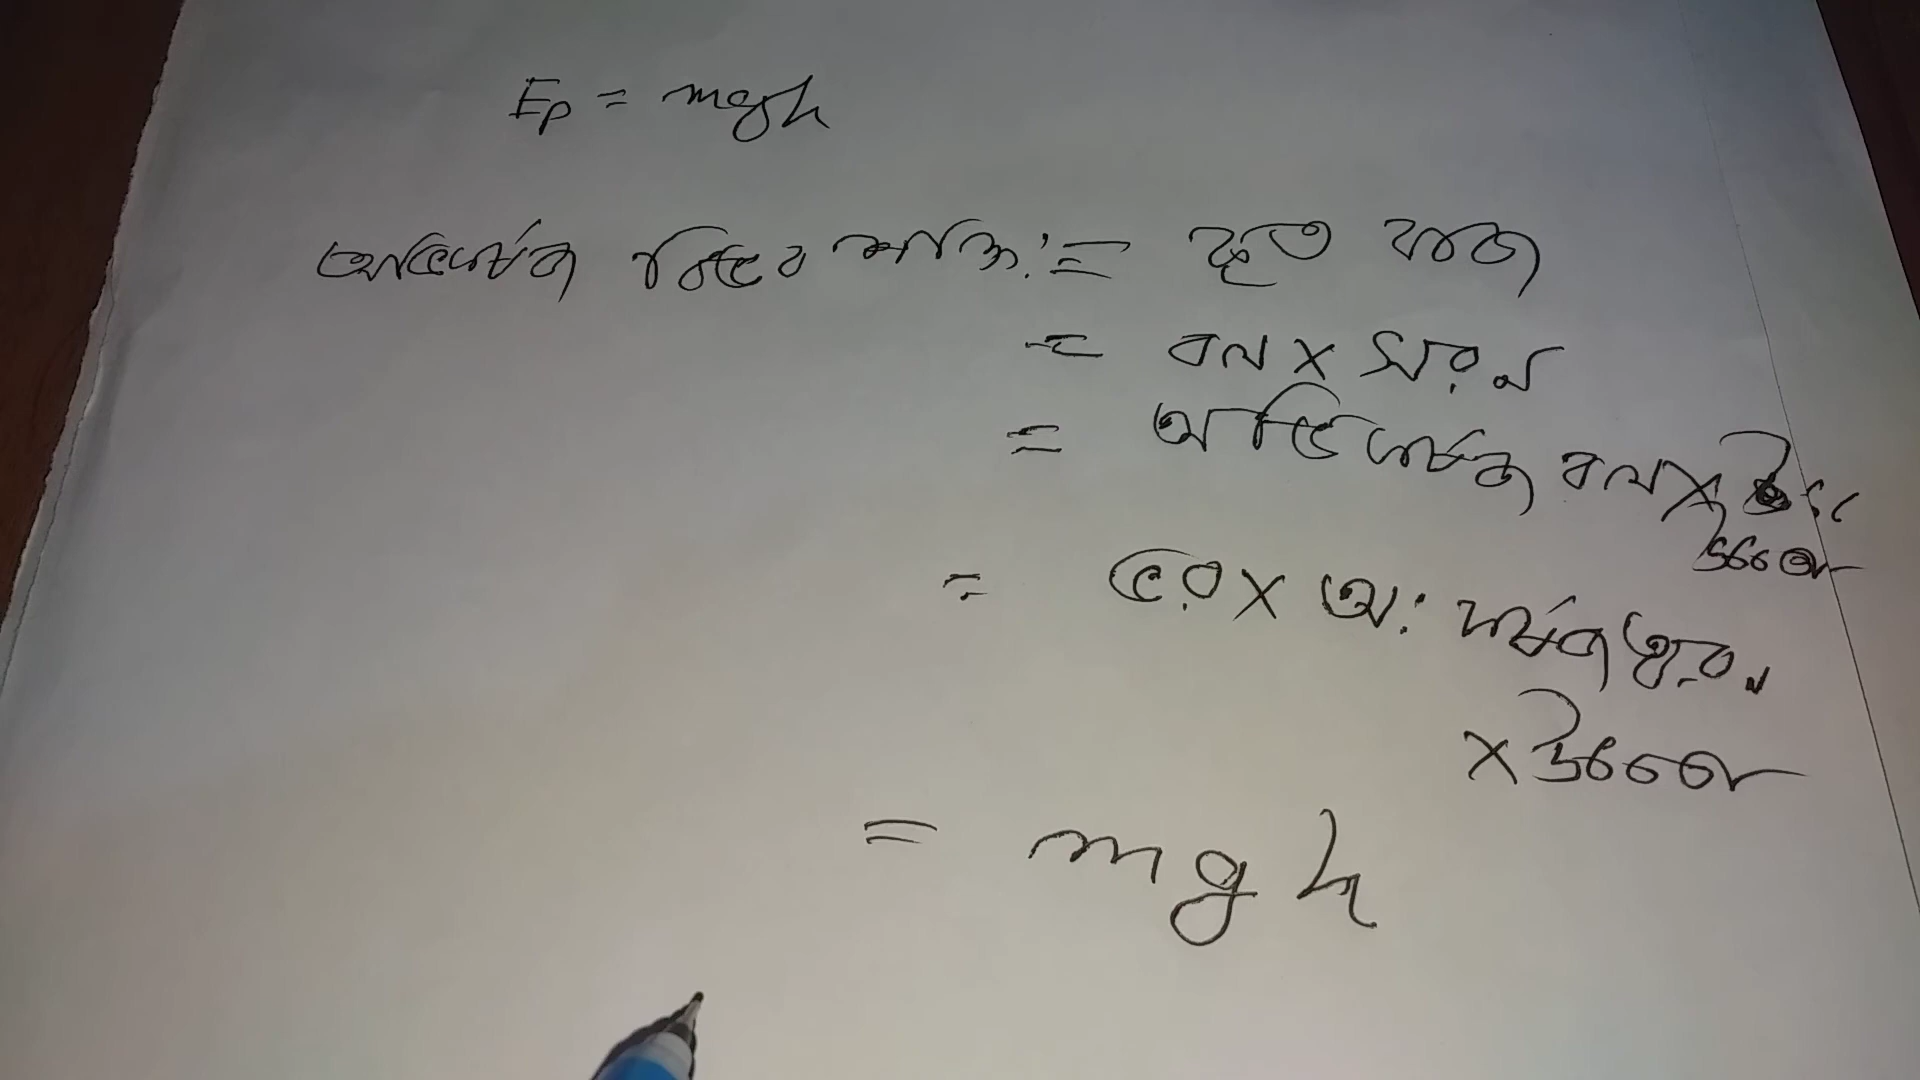 Ep = mgh
অভিকর্ষজ বিভব শক্তি := কৃত কাজ
= বল × সরণ
= অভিকর্ষজ বল ×
উচ্চতা
= ভর × অ: কর্ষজ ত্বরণ
× উচ্চতা
= mgh